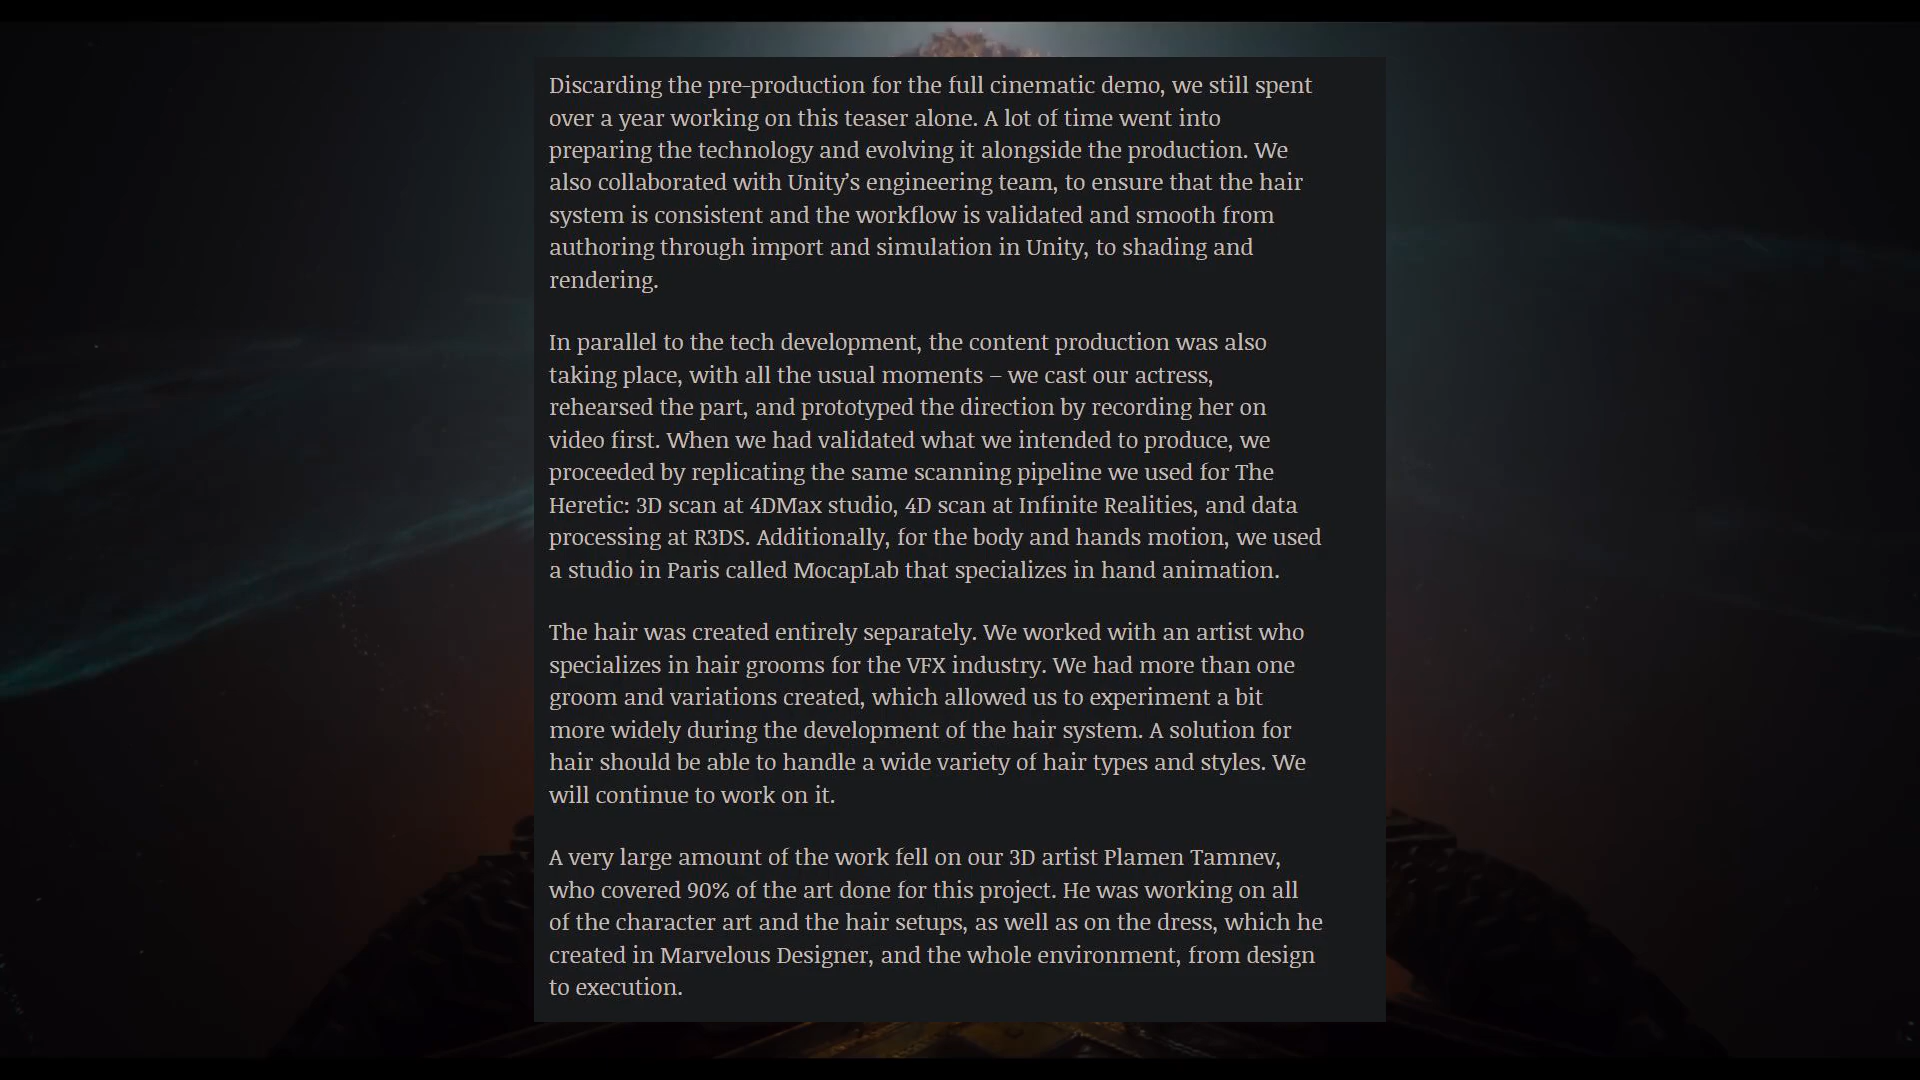 Discarding the pre-production for the full cinematic demo, we still spent
over a year working on this teaser alone. A lot of time went into
preparing the technology and evolving it alongside the production. We
also collaborated with Unity’s engineering team, to ensure that the hair
system is consistent and the workflow is validated and smooth from
authoring through import and simulation in Unity, to shading and
rendering.
In parallel to the tech development, the content production was also
taking place, with all the usual moments – we cast our actress,
rehearsed the part, and prototyped the direction by recording her on
video first. When we had validated what we intended to produce, we
proceeded by replicating the same scanning pipeline we used for The
Heretic: 3D scan at 4DMax studio, 4D scan at Infinite Realities, and data
processing at R3DS. Additionally, for the body and hands motion, we used
a studio in Paris called MocapLab that specializes in hand animation.
The hair was created entirely separately. We worked with an artist who
specializes in hair grooms for the VFX industry. We had more than one
groom and variations created, which allowed us to experiment a bit
more widely during the development of the hair system. A solution for
hair should be able to handle a wide variety of hair types and styles. We
will continue to work on it.
A very large amount of the work fell on our 3D artist Plamen Tamnev,
who covered 90% of the art done for this project. He was working on all
of the character art and the hair setups, as well as on the dress, which he
created in Marvelous Designer, and the whole environment, from design
to execution.